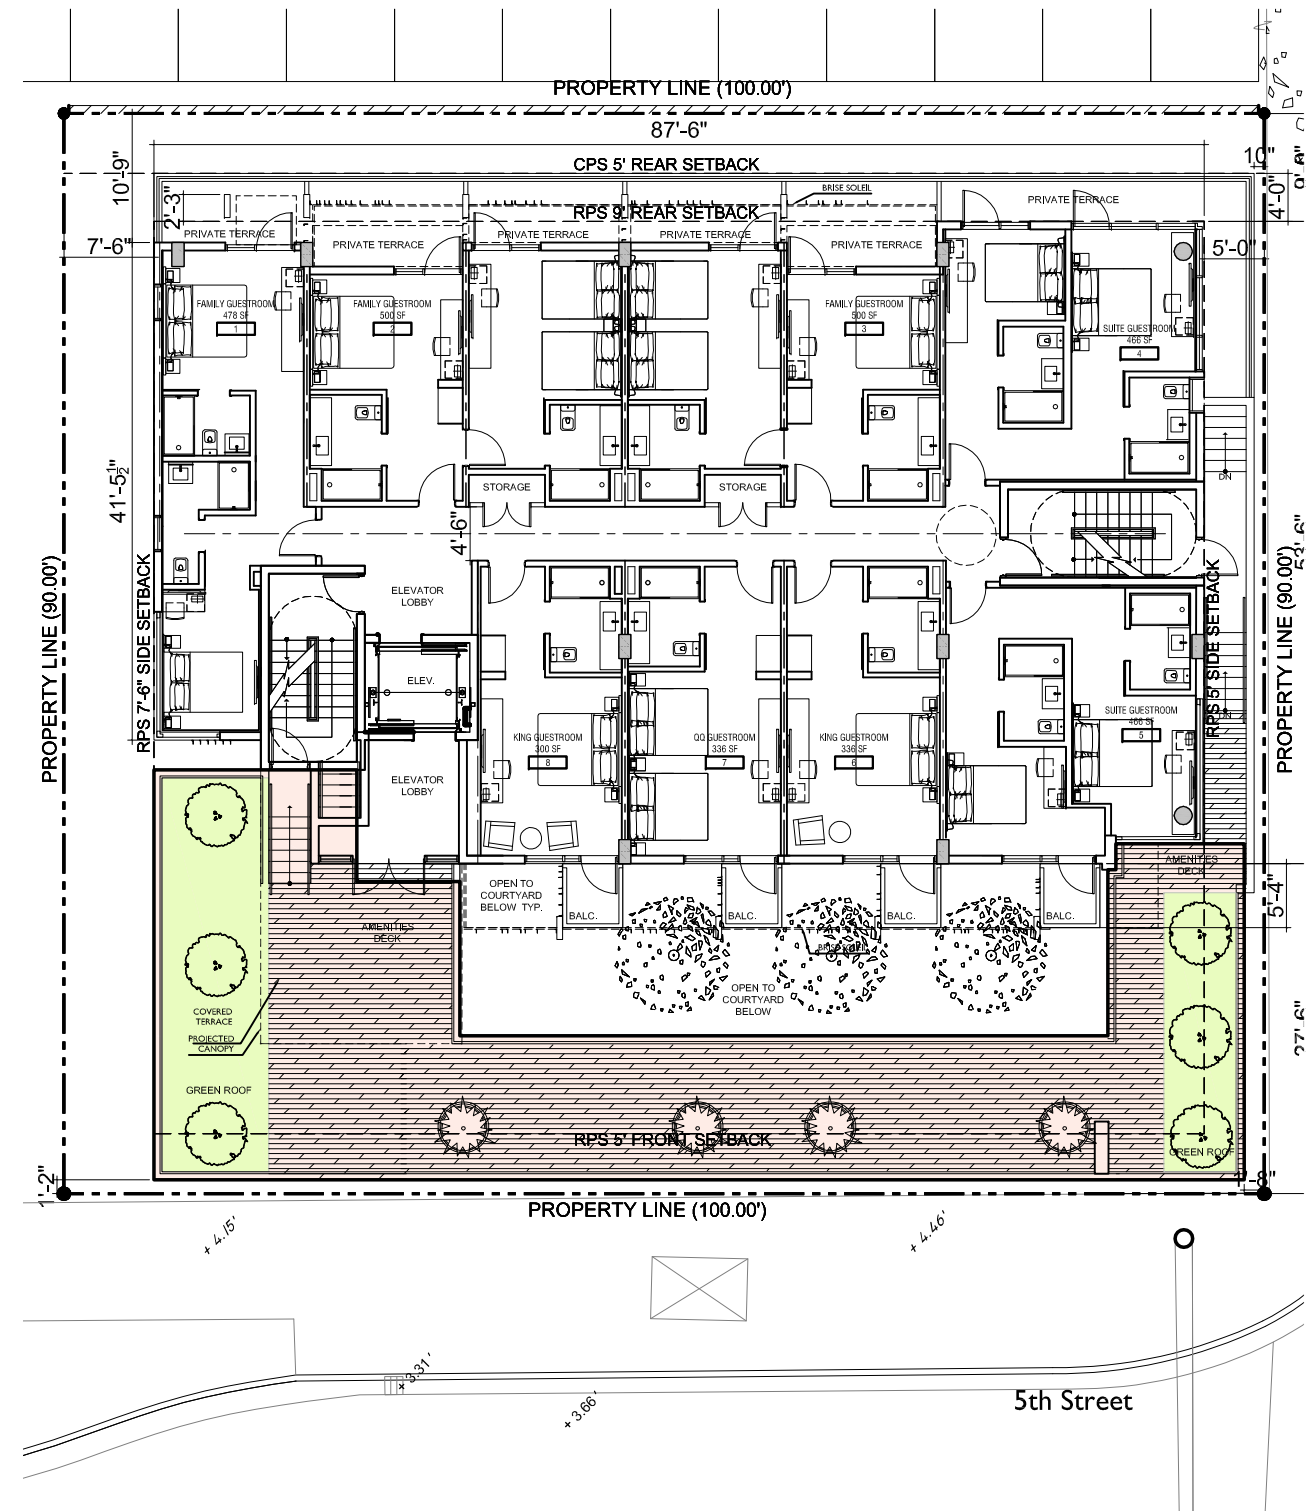 PROPERTY LINE (100.00')
87'-6"
CPS 5' REAR SETBACK
10"
10'-9"
2'-3"
BRISE SOLEIL
RPS 9' REAR SETBACK
PRIVATE TERRACE
4'-0"
PRIVATE TERRACE
PRIVATE TERRACE
PRIVATE TERRACE
PRIVATE TERRACE
PRIVATE TERRACE
7'-6"
5'-0"
FAMILY GUESTROOM
478 SF
1
FAMILY GUESTROOM
500 SF
2
FAMILY GUESTROOM
500 SF
3
SUITE GUESTROOM
466 SF
4
41'-5½"
DN
STORAGE
STORAGE
4'-6"
53'-6"
PROPERTY LINE (90.00')
RPS 7'-6" SIDE SETBACK
ELEVATOR
LOBBY
ELEV.
RPS 5' SIDE SETBACK
PROPERTY LINE (90.00')
DN
KING GUESTROOM
300 SF
8
QQ GUESTROOM
336 SF
7
KING GUESTROOM
336 SF
6
SUITE GUESTROOM
466 SF
5
ELEVATOR
LOBBY
AMENITIES
DECK
OPEN TO
COURTYARD
BELOW TYP.
BALC.
BALC.
BALC.
BALC.
5'-4"
AMENITIES
DECK
BRISE SOLEIL
OPEN TO
COURTYARD
BELOW
COVERED
TERRACE
PROJECTED
CANOPY
27'-6"
GREEN ROOF
RPS 5' FRONT SETBACK
GREEN ROOF
1'-2"
1'-8"
PROPERTY LINE (100.00')
+ 4.15'
+ 4.46'
3.31'
+ 3.66'
5th Street